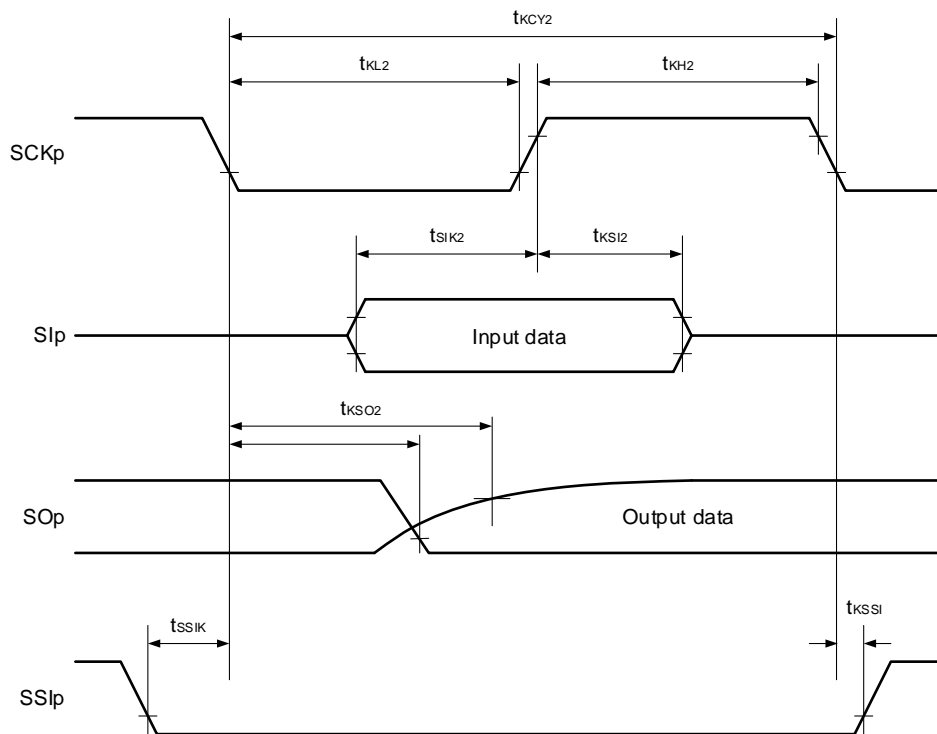 tKCY2
tKL2
tKH2
SCKp
tSIK2
tKSI2
SIp
Input data
tKSO2
SOp
Output data
tSSIK
tKSSI
SSIp